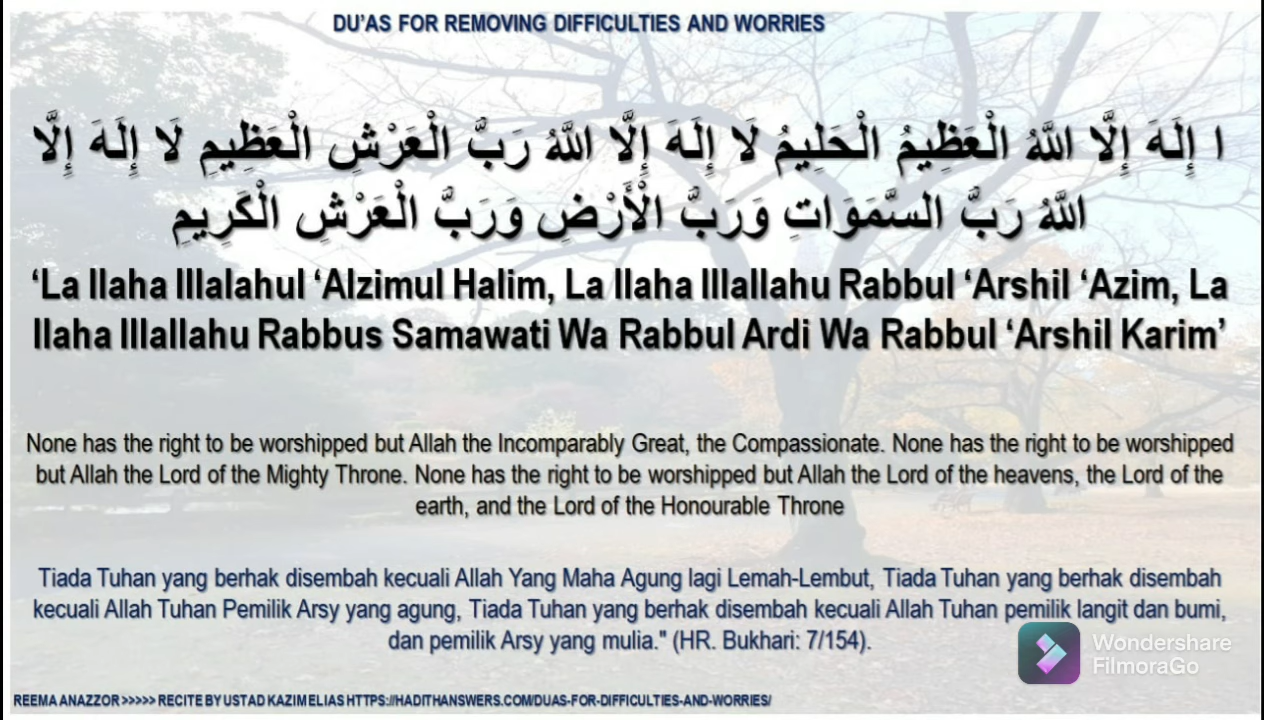 DU'AS FOR REMOVING DIFFICULTIES AND WORRIES
ا إِلَهَ إِلَّا اللَّهُ الْعَظِيمُ الْحَلِيمُ لَا إِلَهَ إِلَّا اللَّهُ رَبُّ الْعَرْشِ الْعَظِيمِ لَا إِلَهَ إِلَّا
اللَّهُ رَبُّ السَّمَوَاتِ وَرَبُّ الْأَرْضِ وَرَبُّ الْعَرْشِ الْكَرِيمِ
‘La Ilaha Illalahul ‘Alzimul Halim, La Ilaha Illallahu Rabbul ‘Arshil ‘Azim, La
Ilaha Illallahu Rabbus Samawati Wa Rabbul Ardi Wa Rabbul ‘Arshil Karim’
None has the right to be worshipped but Allah the Incomparably Great, the Compassionate. None has the right to be worshipped
but Allah the Lord of the Mighty Throne. None has the right to be worshipped but Allah the Lord of the heavens, the Lord of the
earth, and the Lord of the Honourable Throne
Tiada Tuhan yang berhak disembah kecuali Allah Yang Maha Agung lagi Lemah-Lembut, Tiada Tuhan yang berhak disembah
kecuali Allah Tuhan Pemilik Arsy yang agung, Tiada Tuhan yang berhak disembah kecuali Allah Tuhan pemilik langit dan bumi,
dan pemilik Arsy yang mulia." (HR. Bukhari: 7/154).
Wondershare
FilmoraGo
REEMA ANAZZOR >>>>> RECITE BY USTAD KAZIM ELIAS HTTPS://HADITHANSWERS.COM/DUAS-FOR-DIFFICULTIES-AND-WORRIES/